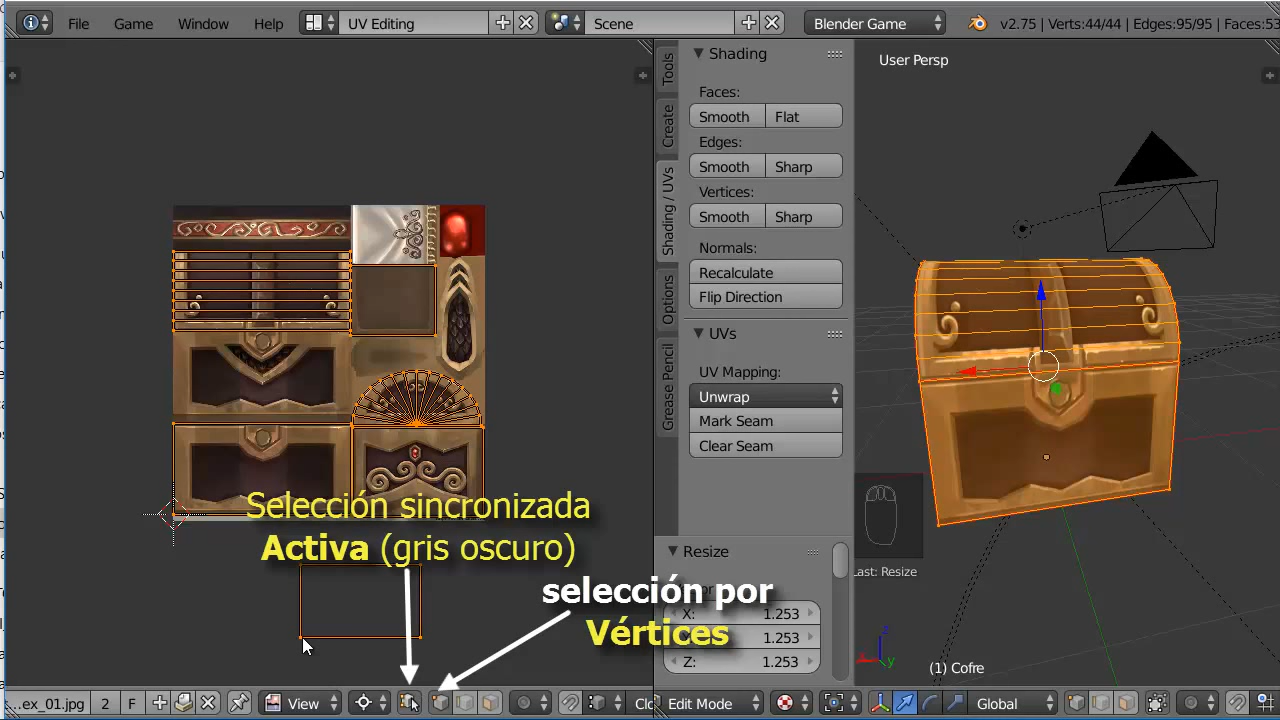 File Game Window Help UV Editing Scene Blender Game v2.75 | Verts:44/44 | Edges:95/95 | Faces:53
Tools
Create
Shading / UVs
Options
Grease Pencil
Shading
Faces:
Smooth Flat
Edges:
Smooth Sharp
Vertices:
Smooth Sharp
Normals:
Recalculate
Flip Direction
UVs
UV Mapping:
Unwrap
Mark Seam
Clear Seam
Resize
X: 1.253
1.253
Z: 1.253
User Persp
Last: Resize
z
y
(1) Cofre
Selección sincronizada
Activa (gris oscuro)
selección por
Vértices
...ex_01.jpg 2 F View Edit Mode Global